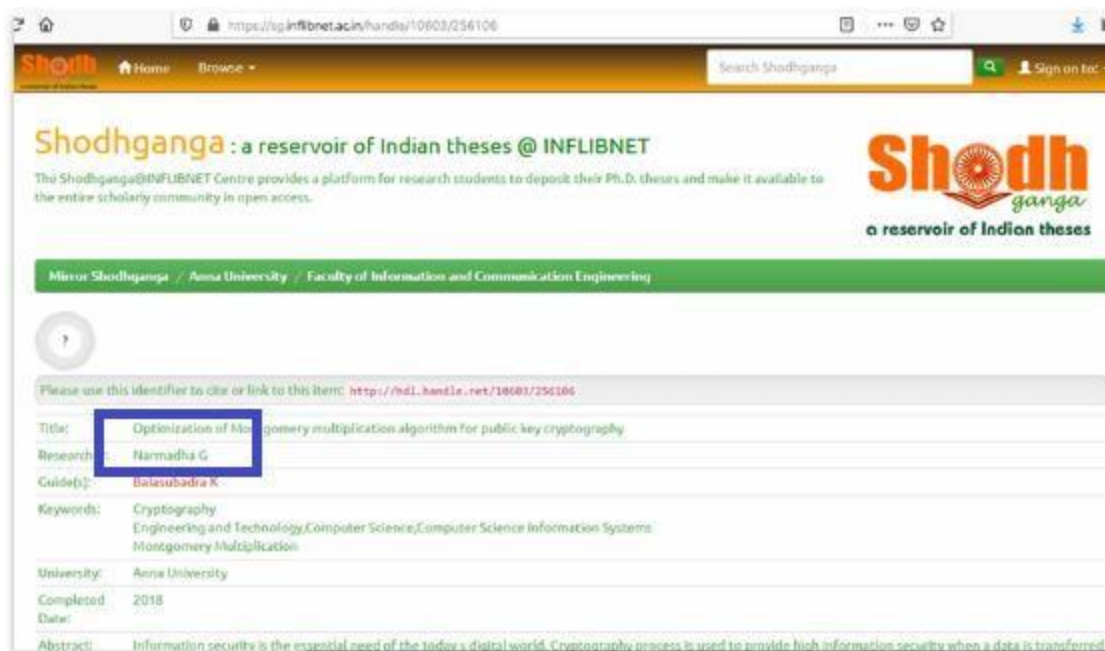 https://sg.inflibnet.ac.in/handle/10603/256106
Shodh
Home Browse
Search Shodhganga
Sign on to:
Shodhganga : a reservoir of Indian theses @ INFLIBNET
The Shodhganga@INFLIBNET Centre provides a platform for research students to deposit their Ph.D. theses and make it available to
the entire scholarly community in open access.
Shodh
ganga
a reservoir of Indian theses
Mirror Shodhganga / Anna University / Faculty of Information and Communication Engineering
?
Please use this identifier to cite or link to this item: http://hdl.handle.net/10603/256106
Title: Optimization of Montgomery multiplication algorithm for public key cryptography
Researcher: Narmadha G
Guide(s): Balasubadra K
Keywords: Cryptography
Engineering and Technology,Computer Science,Computer Science Information Systems
Montgomery Multiplication
University: Anna University
Completed 2018
Date:
Abstract: Information security is the essential need of the today s digital world. Cryptography process is used to provide high information security when a data is transferred